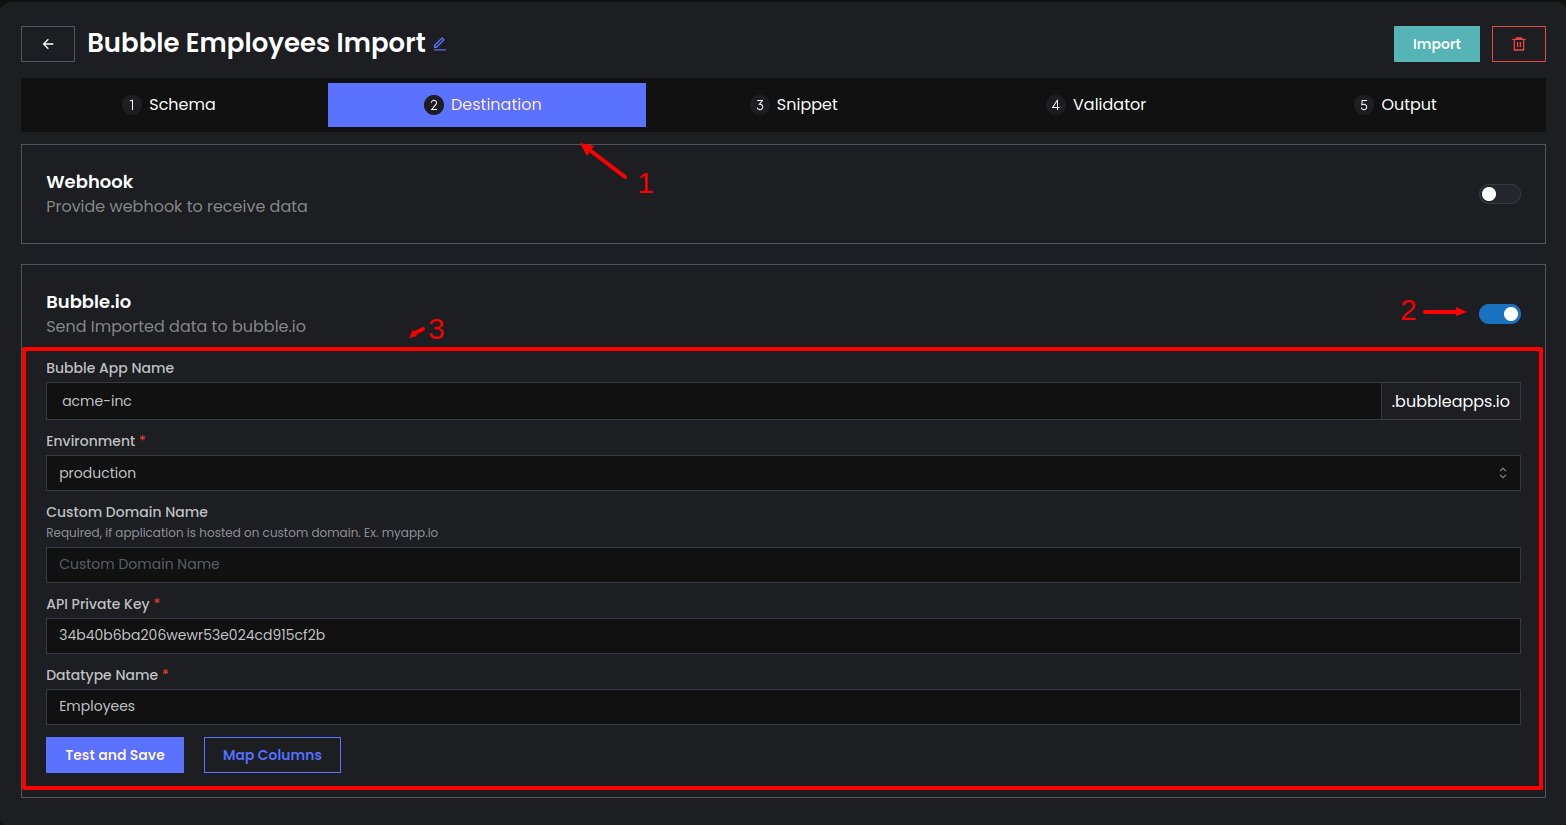 Bubble Employees Import
Import
1 Schema
2 Destination
3 Snippet
4 Validator
5 Output
1
Webhook
Provide webhook to receive data
Bubble.io
Send Imported data to bubble.io
2
3
Bubble App Name
acme-inc
.bubbleapps.io
Environment *
production
Custom Domain Name
Required, if application is hosted on custom domain. Ex. myapp.io
Custom Domain Name
API Private Key *
34b40b6ba206wewr53e024cd915cf2b
Datatype Name *
Employees
Test and Save
Map Columns